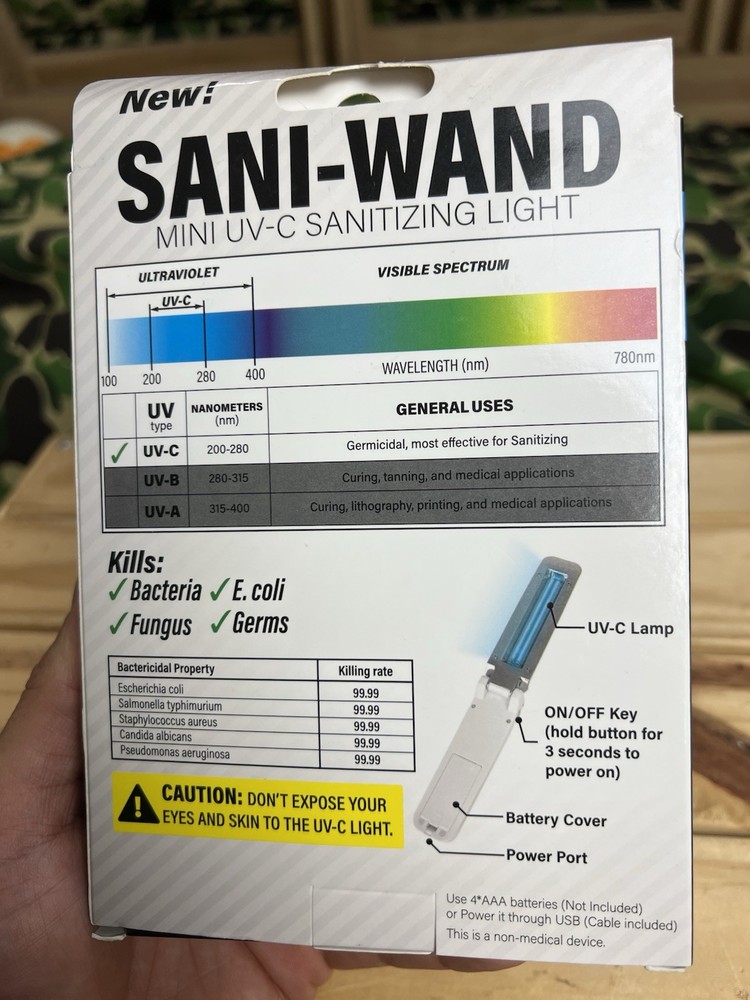 New!
SANI-WAND
MINI UV-C SANITIZING LIGHT
ULTRAVIOLET
VISIBLE SPECTRUM
UV-C
100 200 280 400 WAVELENGTH (nm) 780nm
UV type NANOMETERS (nm) GENERAL USES
✓ UV-C 200-280 Germicidal, most effective for Sanitizing
UV-B 280-315 Curing, tanning, and medical applications
UV-A 315-400 Curing, lithography, printing, and medical applications
Kills:
✓ Bacteria ✓ E. coli
✓ Fungus ✓ Germs
Bactericidal Property Killing rate
Escherichia coli 99.99
Salmonella typhimurium 99.99
Staphylococcus aureus 99.99
Candida albicans 99.99
Pseudomonas aeruginosa 99.99
CAUTION: DON'T EXPOSE YOUR
EYES AND SKIN TO THE UV-C LIGHT.
UV-C Lamp
ON/OFF Key
(hold button for
3 seconds to
power on)
Battery Cover
Power Port
Use 4*AAA batteries (Not Included)
or Power it through USB (Cable included)
This is a non-medical device.